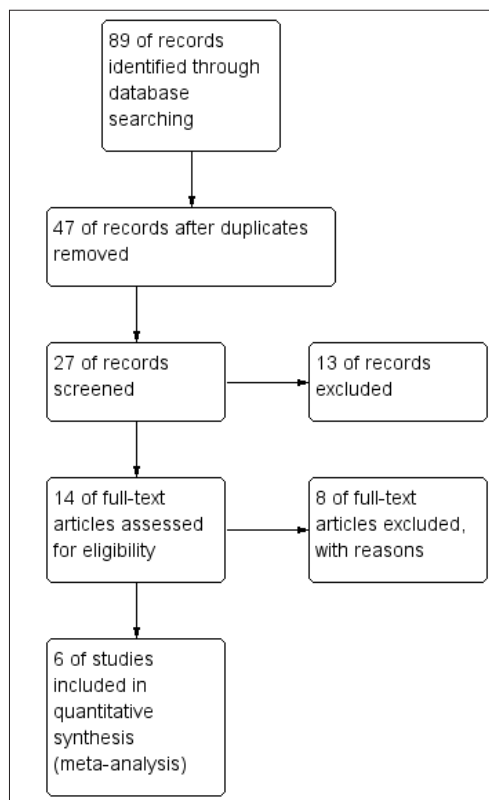 89 of records
identified through
database
searching
47 of records after duplicates
removed
27 of records
screened
13 of records
excluded
14 of full-text
articles assessed
for eligibility
8 of full-text
articles excluded,
with reasons
6 of studies
included in
quantitative
synthesis
(meta-analysis)